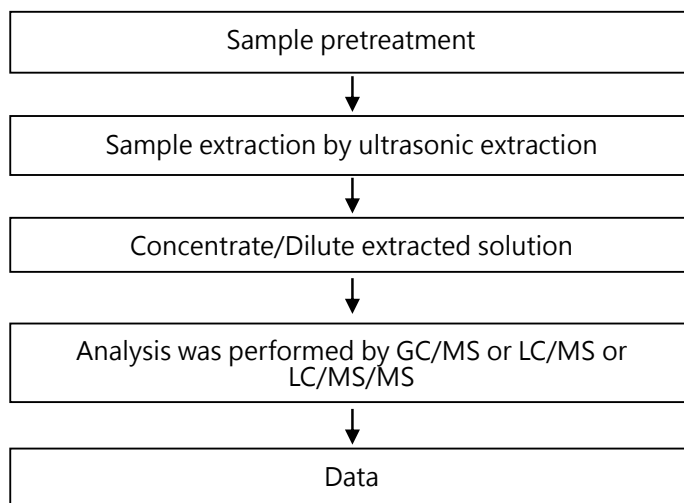 Sample pretreatment
Sample extraction by ultrasonic extraction
Concentrate/Dilute extracted solution
Analysis was performed by GC/MS or LC/MS or
LC/MS/MS
Data